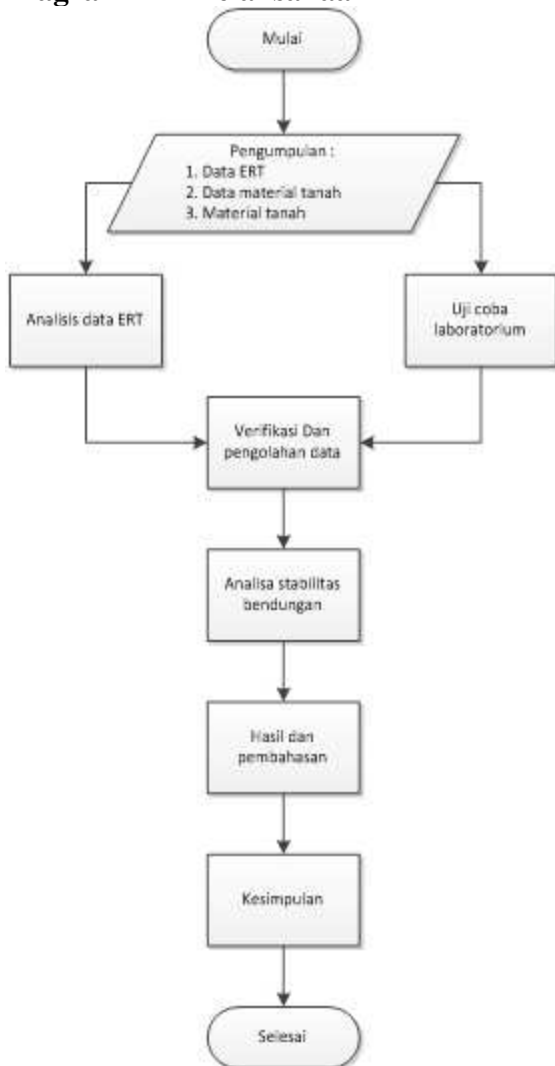 Mulai
Pengumpulan :
1. Data ERT
2. Data material tanah
3. Material tanah
Analisis data ERT
Uji coba
laboratorium
Verifikasi Dan
pengolahan data
Analisa stabilitas
bendungan
Hasil dan
pembahasan
Kesimpulan
Selesai